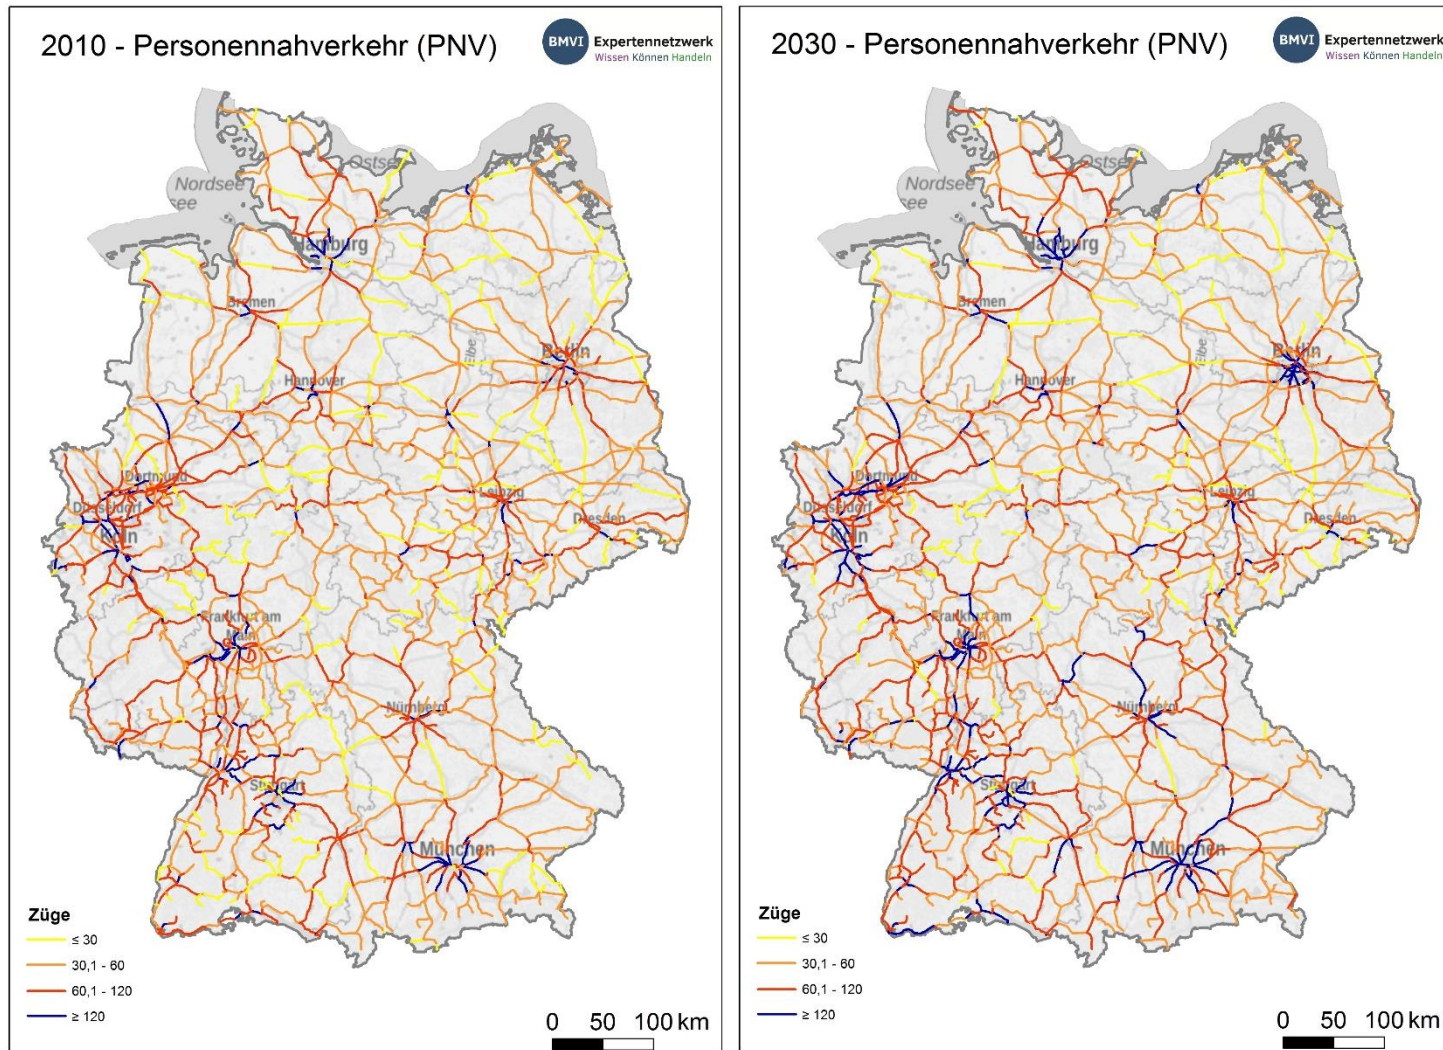 2010 - Personennahverkehr (PNV)
BMVI Expertennetzwerk
Wissen Können Handeln
Ostsee
Nordsee
see
Hamburg
Bremen
Elbe
Berlin
Hannover
Dortmund
Düsseldorf
Köln
Leipzig
Dresden
Frankfurt am
Main
Nürnberg
Stuttgart
München
Züge
≤ 30
30,1 - 60
60,1 - 120
≥ 120
0 50 100 km
2030 - Personennahverkehr (PNV)
BMVI Expertennetzwerk
Wissen Können Handeln
Ostsee
Nordsee
see
Hamburg
Bremen
Elbe
Berlin
Hannover
Dortmund
Düsseldorf
Köln
Leipzig
Dresden
Frankfurt am
Main
Nürnberg
Stuttgart
München
Züge
≤ 30
30,1 - 60
60,1 - 120
≥ 120
0 50 100 km